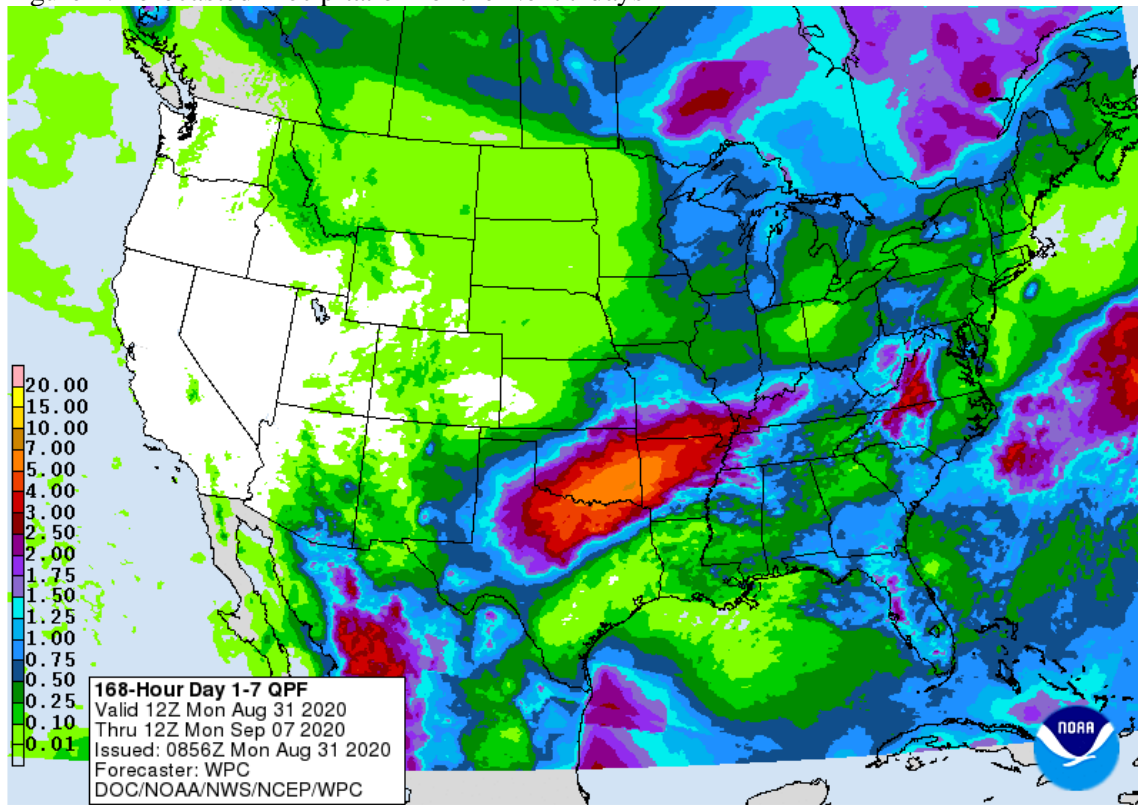 20.00
15.00
10.00
7.00
5.00
4.00
3.00
2.50
2.00
1.75
1.50
1.25
1.00
0.75
0.50
0.25
0.10
0.01
168-Hour Day 1-7 QPF
Valid 12Z Mon Aug 31 2020
Thru 12Z Mon Sep 07 2020
Issued: 0856Z Mon Aug 31 2020
Forecaster: WPC
DOC/NOAA/NWS/NCEP/WPC
NOAA